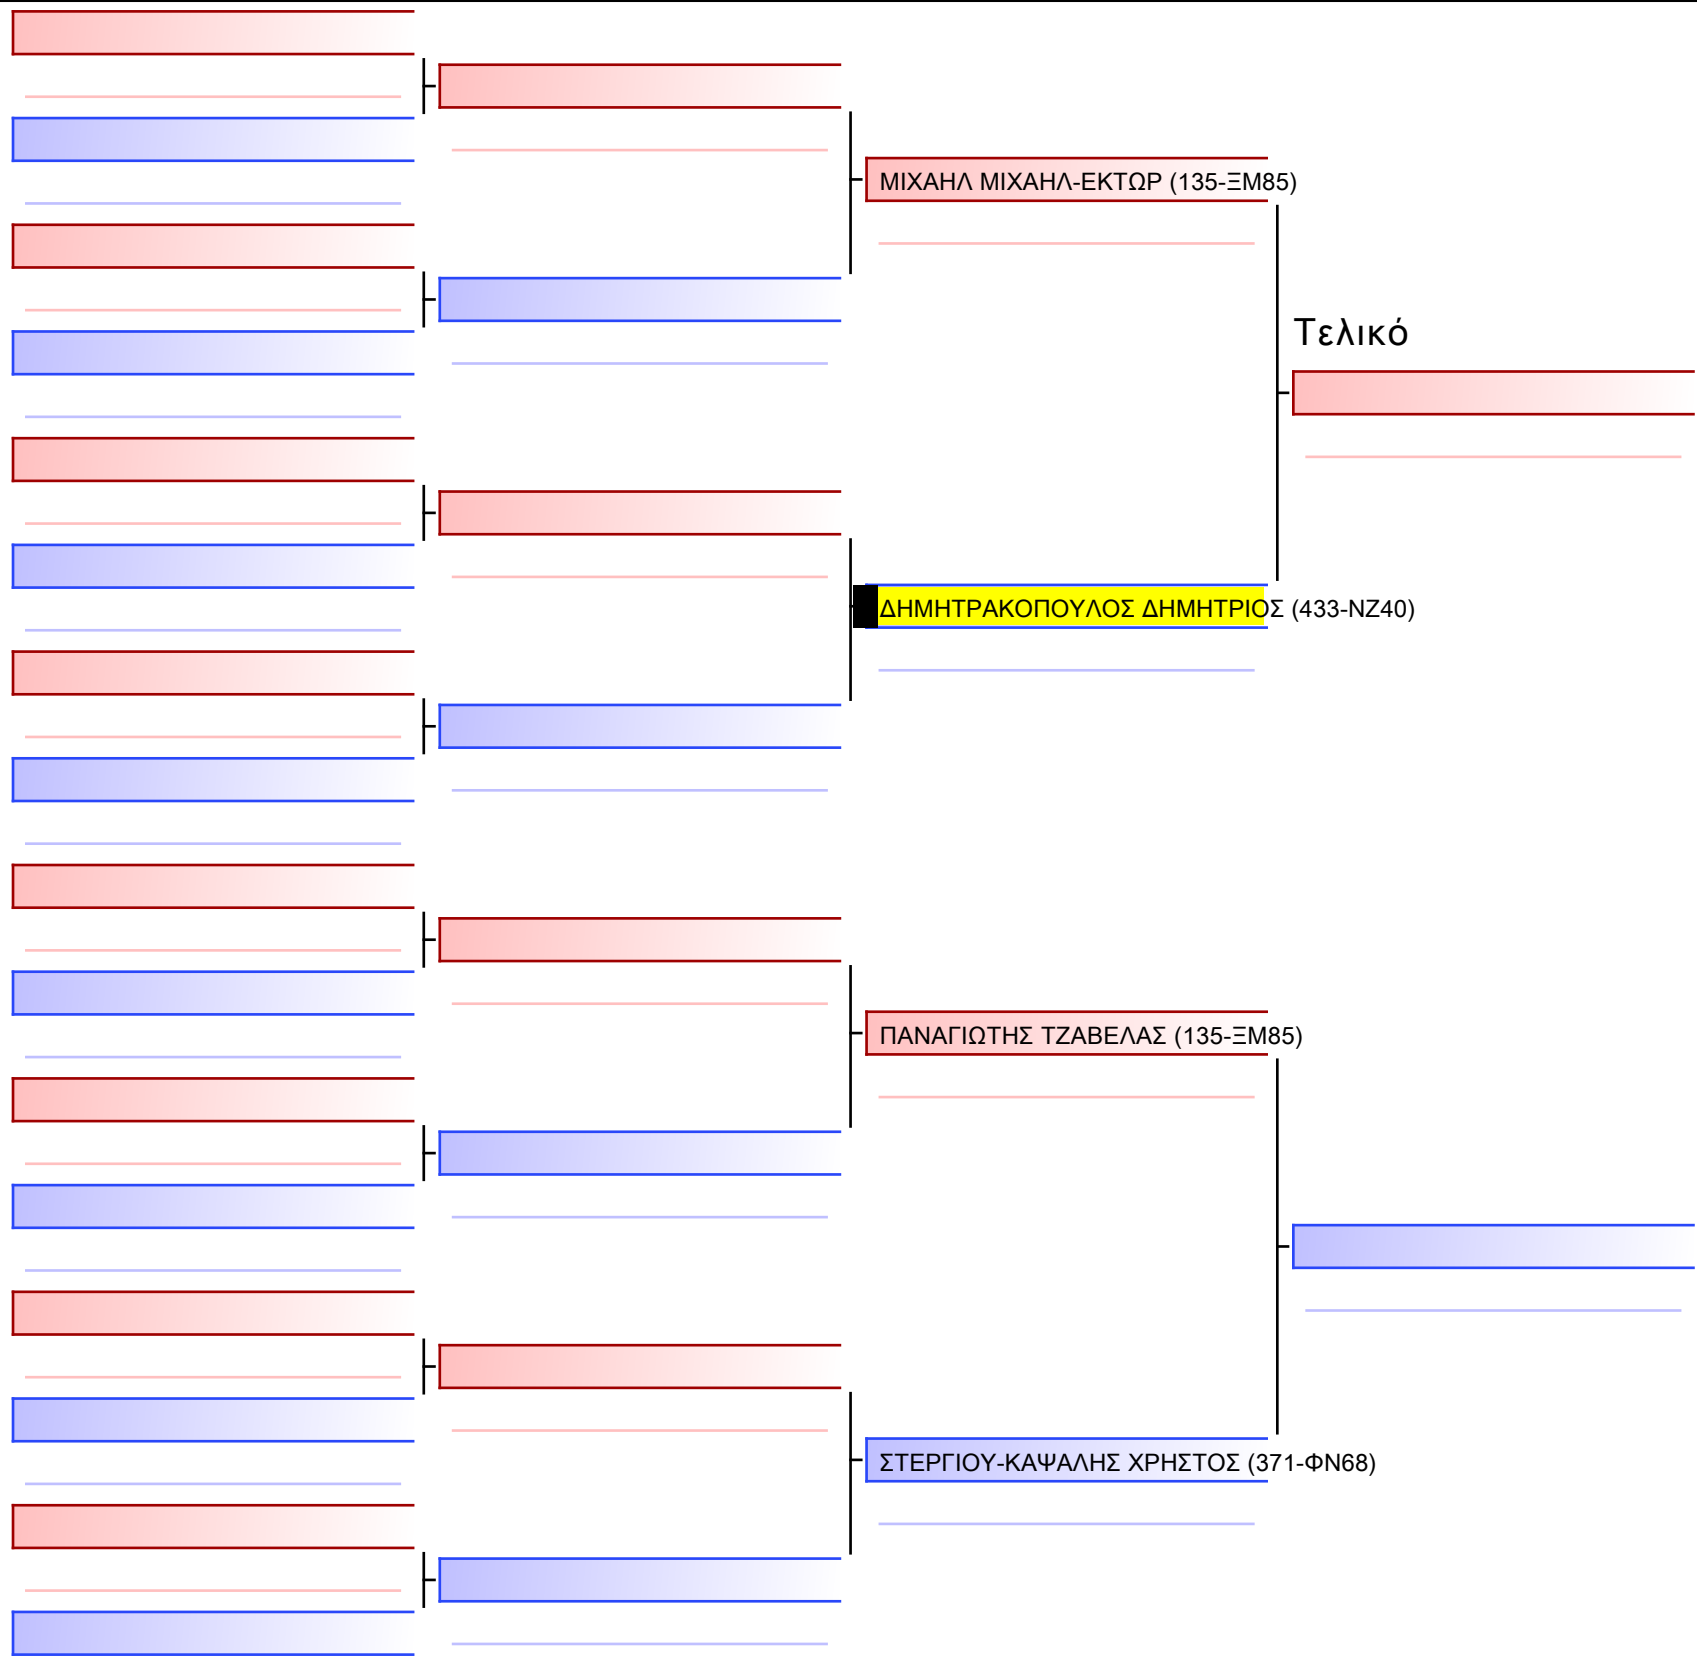 ΜΙΧΑΗΛ ΜΙΧΑΗΛ-ΕΚΤΩΡ (135-ΞΜ85)
Τελικό
ΔΗΜΗΤΡΑΚΟΠΟΥΛΟΣ ΔΗΜΗΤΡΙΟΣ (433-ΝΖ40)
ΠΑΝΑΓΙΩΤΗΣ ΤΖΑΒΕΛΑΣ (135-ΞΜ85)
ΣΤΕΡΓΙΟΥ-ΚΑΨΑΛΗΣ ΧΡΗΣΤΟΣ (371-ΦΝ68)